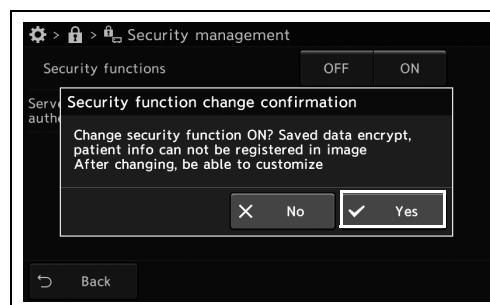 > > Security management
Security functions OFF ON
Serv
auth
Security function change confirmation
Change security function ON? Saved data encrypt,
patient info can not be registered in image
After changing, be able to customize
No Yes
Back